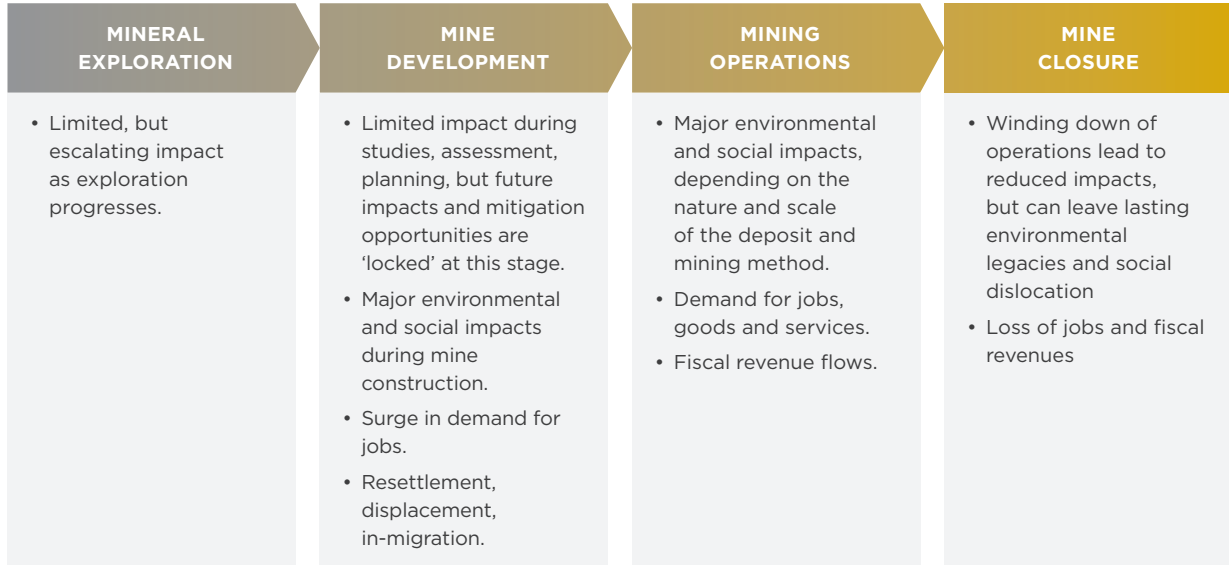 MINERAL
EXPLORATION
• Limited, but
escalating impact
as exploration
progresses.
MINE
DEVELOPMENT
• Limited impact during
studies, assessment,
planning, but future
impacts and mitigation
opportunities are
‘locked’ at this stage.
• Major environmental
and social impacts
during mine
construction.
• Surge in demand for
jobs.
• Resettlement,
displacement,
in-migration.
MINING
OPERATIONS
• Major environmental
and social impacts,
depending on the
nature and scale
of the deposit and
mining method.
• Demand for jobs,
goods and services.
• Fiscal revenue flows.
MINE
CLOSURE
• Winding down of
operations lead to
reduced impacts,
but can leave lasting
environmental
legacies and social
dislocation
• Loss of jobs and fiscal
revenues